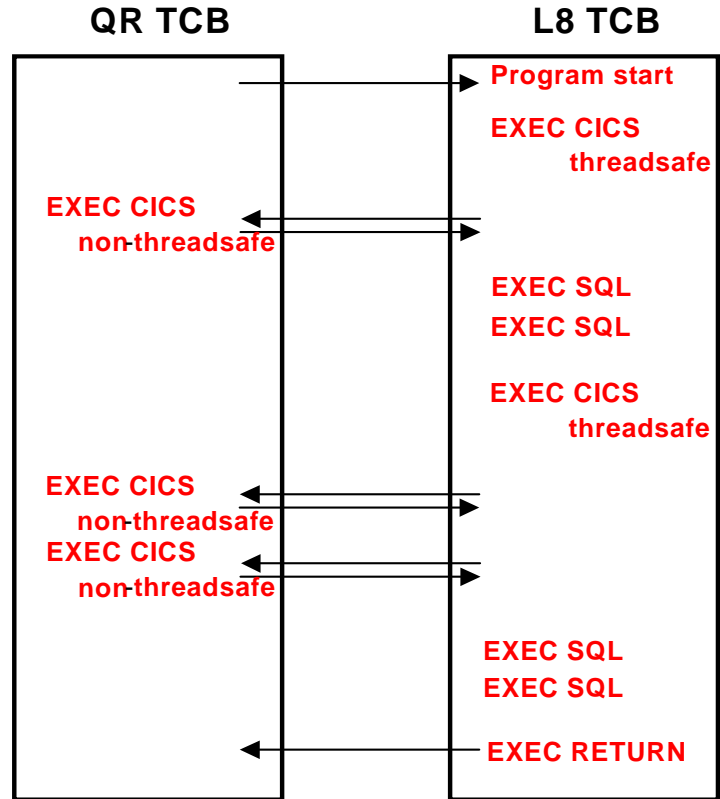 QR TCB
L8 TCB
Program start
EXEC CICS
threadsafe
EXEC CICS
non-threadsafe
EXEC SQL
EXEC SQL
EXEC CICS
threadsafe
EXEC CICS
non-threadsafe
EXEC CICS
non-threadsafe
EXEC SQL
EXEC SQL
EXEC RETURN